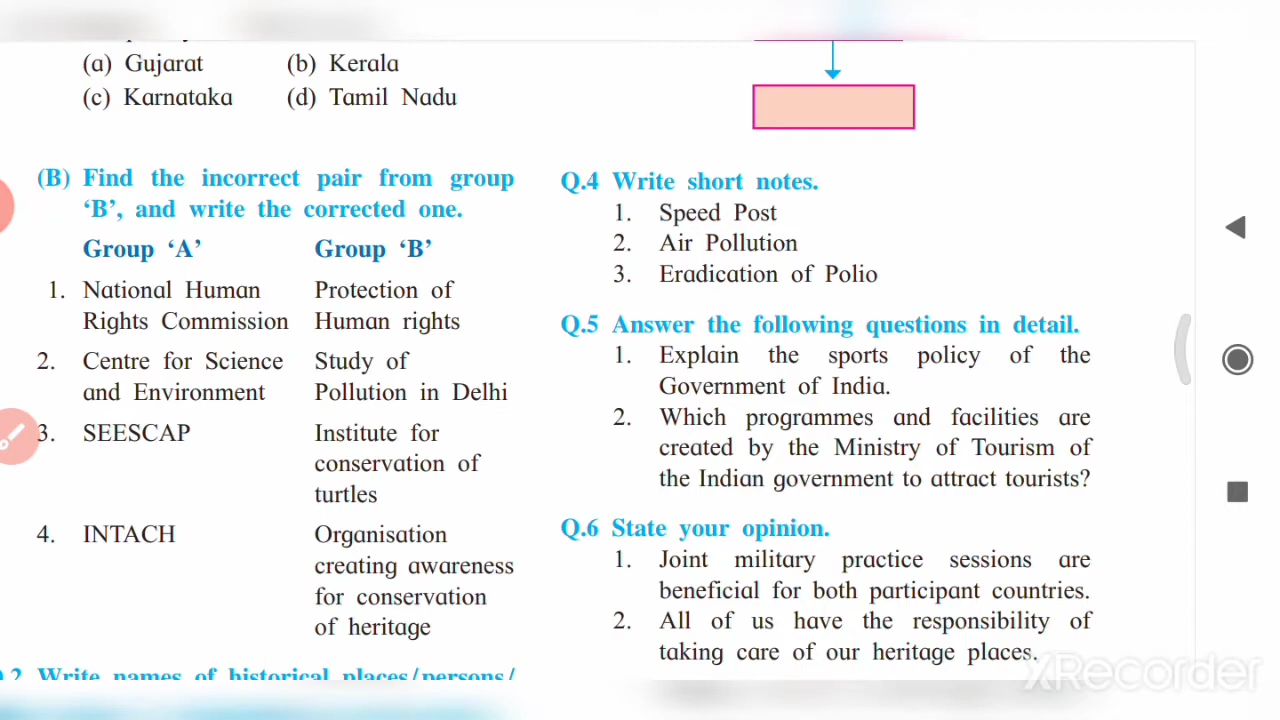 (a) Gujarat (b) Kerala
(c) Karnataka (d) Tamil Nadu
(B) Find the incorrect pair from group
‘B’, and write the corrected one.
Group ‘A’ Group ‘B’
1. National Human Protection of
Rights Commission Human rights
2. Centre for Science Study of
and Environment Pollution in Delhi
3. SEESCAP Institute for
conservation of
turtles
4. INTACH Organisation
creating awareness
for conservation
of heritage
2 Write names of historical places/persons/
Q.4 Write short notes.
1. Speed Post
2. Air Pollution
3. Eradication of Polio
Q.5 Answer the following questions in detail.
1. Explain the sports policy of the
Government of India.
2. Which programmes and facilities are
created by the Ministry of Tourism of
the Indian government to attract tourists?
Q.6 State your opinion.
1. Joint military practice sessions are
beneficial for both participant countries.
2. All of us have the responsibility of
taking care of our heritage places.
XRecorder